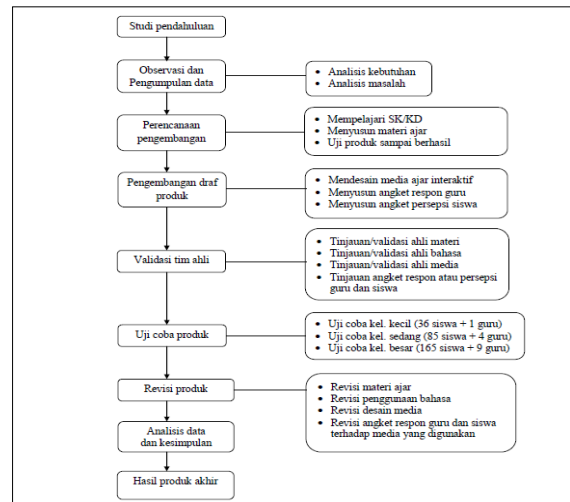 Studi pendahuluan
Observasi dan
Pengumpulan data
• Analisis kebutuhan
• Analisis masalah
Perencanaan
pengembangan
• Mempelajari SK/KD
• Menyusun materi ajar
• Uji produk sampai berhasil
Pengembangan draf
produk
• Mendesain media ajar interaktif
• Menyusun angket respon guru
• Menyusun angket persepsi siswa
Validasi tim ahli
• Tinjauan/validasi ahli materi
• Tinjauan/validasi ahli bahasa
• Tinjauan/validasi ahli media
• Tinjauan angket respon atau persepsi
guru dan siswa
Uji coba produk
• Uji coba kel. kecil (36 siswa + 1 guru)
• Uji coba kel. sedang (85 siswa + 4 guru)
• Uji coba kel. besar (165 siswa + 9 guru)
Revisi produk
• Revisi materi ajar
• Revisi penggunaan bahasa
• Revisi desain media
• Revisi angket respon guru dan siswa
terhadap media yang digunakan
Analisis data
dan kesimpulan
Hasil produk akhir